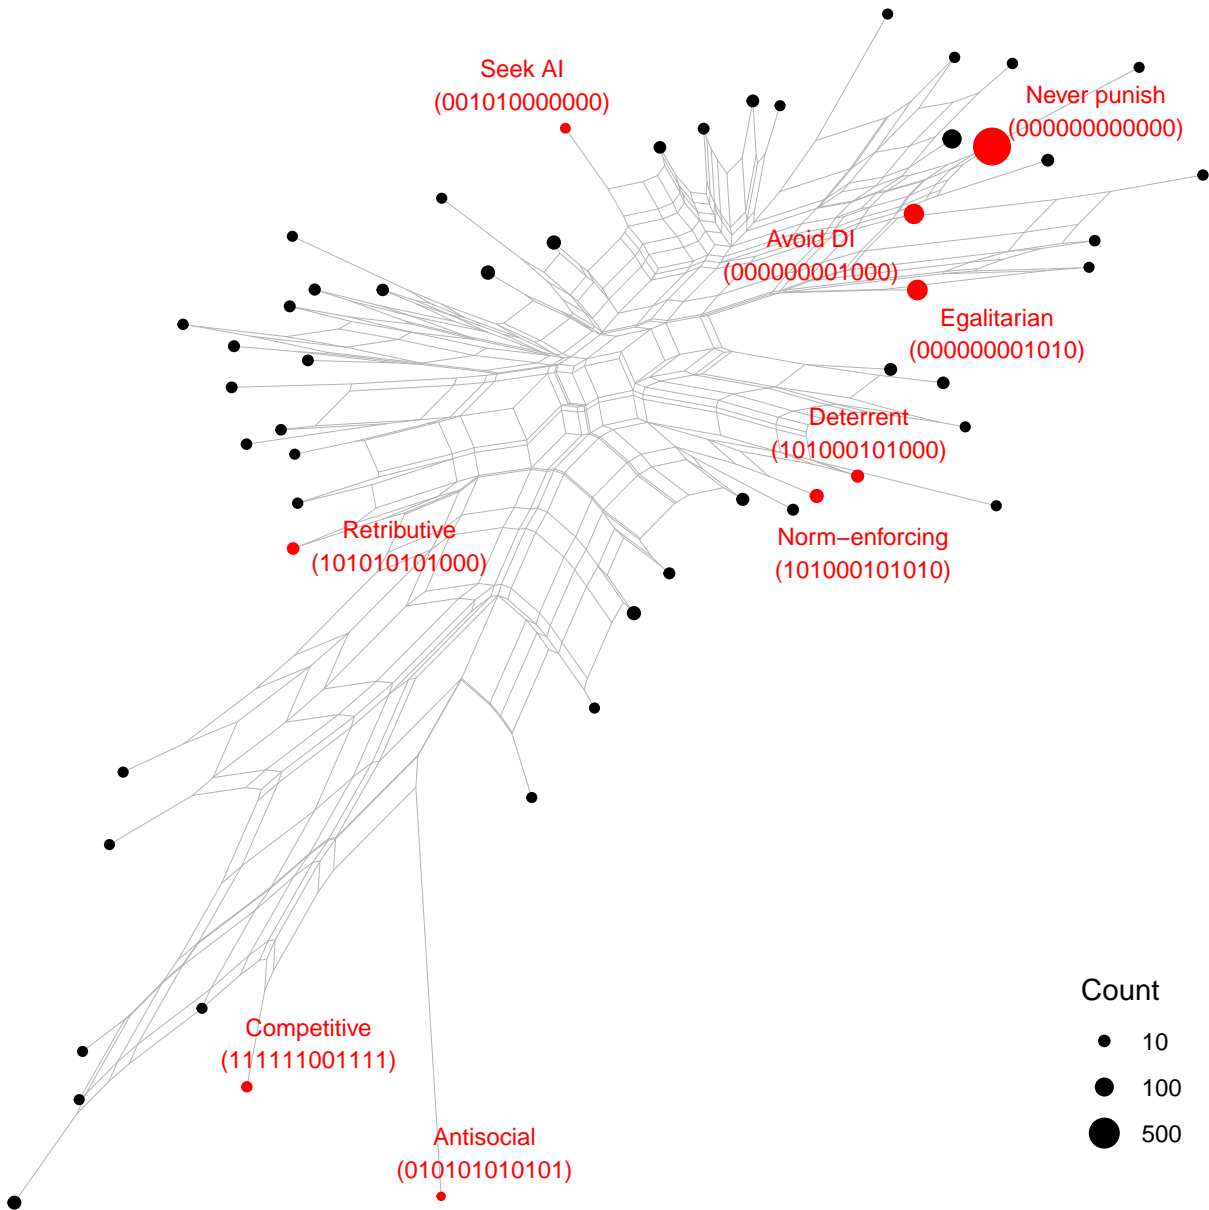 Seek AI
(001010000000)
Never punish
(000000000000)
Avoid DI
(000000001000)
Egalitarian
(000000001010)
Deterrent
(101000101000)
Norm−enforcing
(101000101010)
Retributive
(101010101000)
Competitive
(111111001111)
Antisocial
(010101010101)
Count
10
100
500